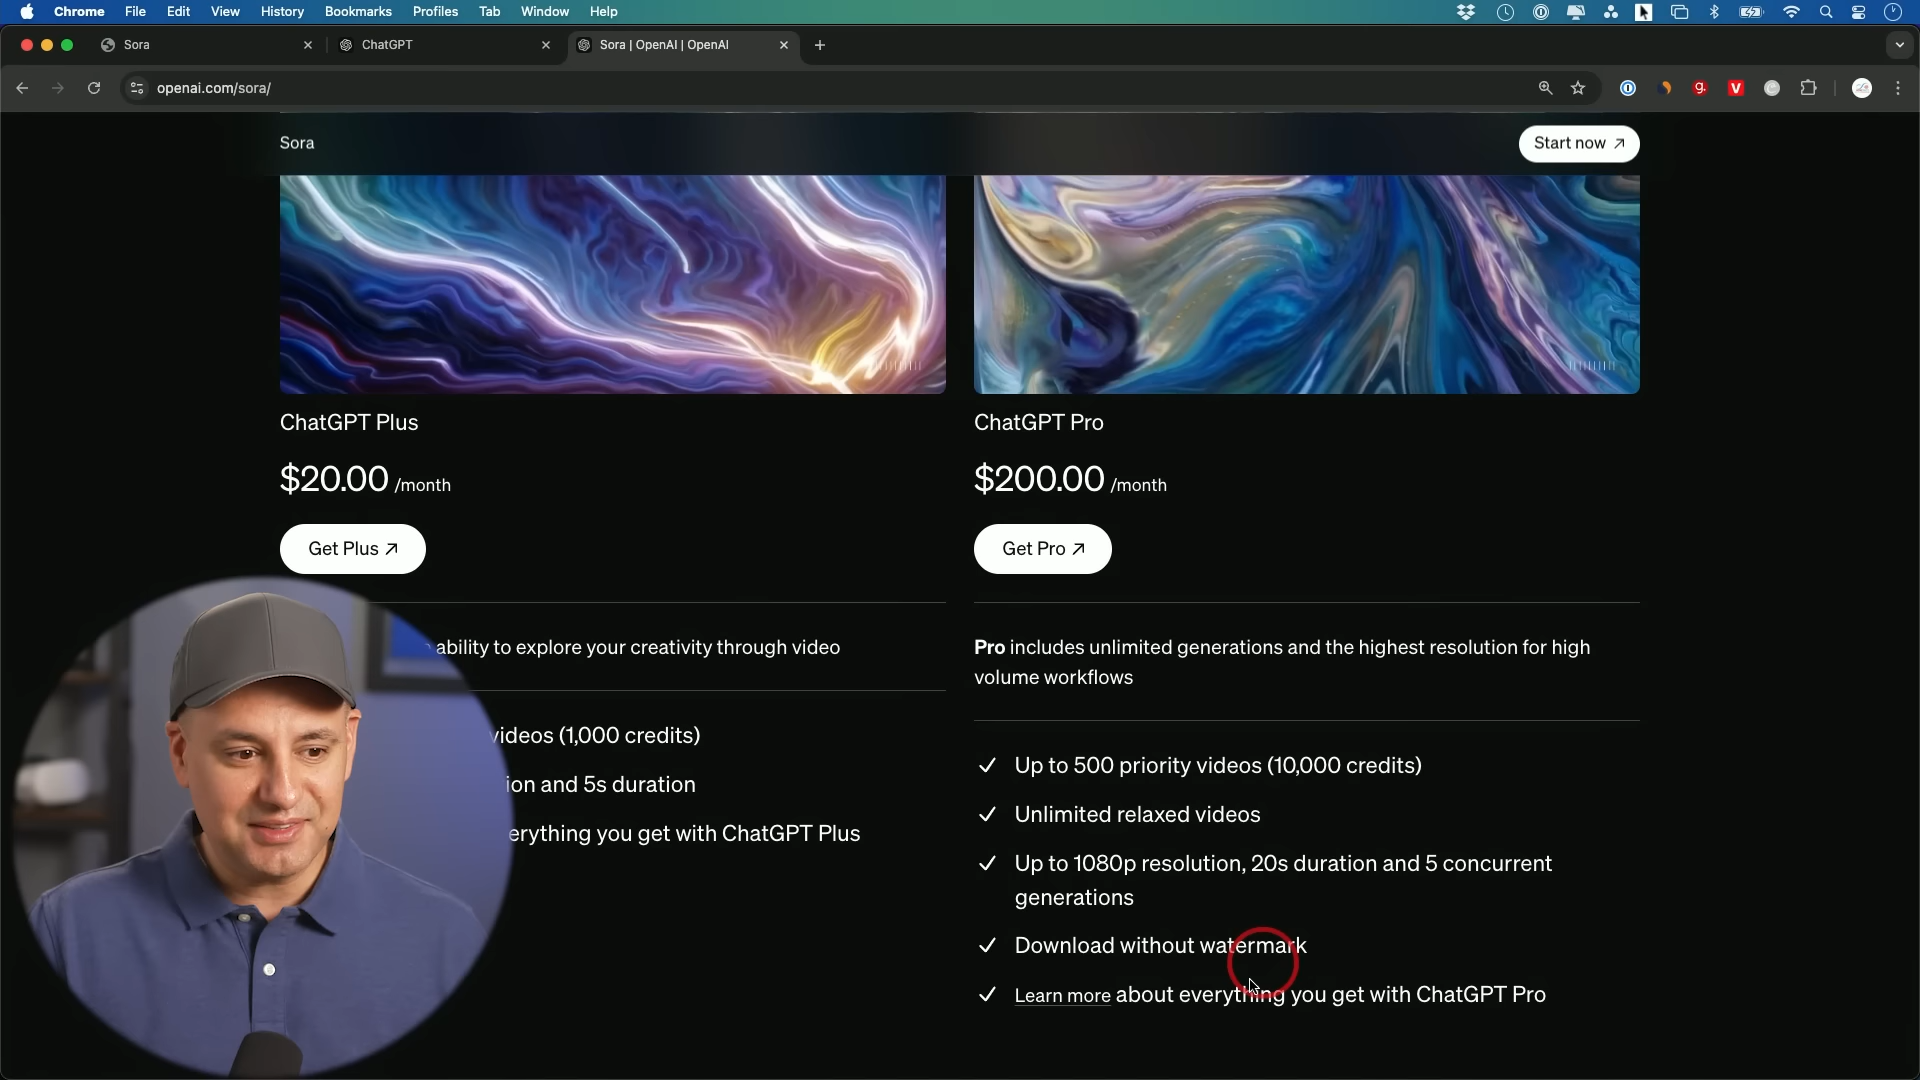 Chrome File Edit View History Bookmarks Profiles Tab Window Help
Sora
ChatGPT
Sora | OpenAI | OpenAI
openai.com/sora/
Sora
Start now
ChatGPT Plus
$20.00 /month
Get Plus
ability to explore your creativity through video
videos (1,000 credits)
ion and 5s duration
erything you get with ChatGPT Plus
ChatGPT Pro
$200.00 /month
Get Pro
Pro includes unlimited generations and the highest resolution for high
volume workflows
Up to 500 priority videos (10,000 credits)
Unlimited relaxed videos
Up to 1080p resolution, 20s duration and 5 concurrent
generations
Download without watermark
Learn more about everything you get with ChatGPT Pro